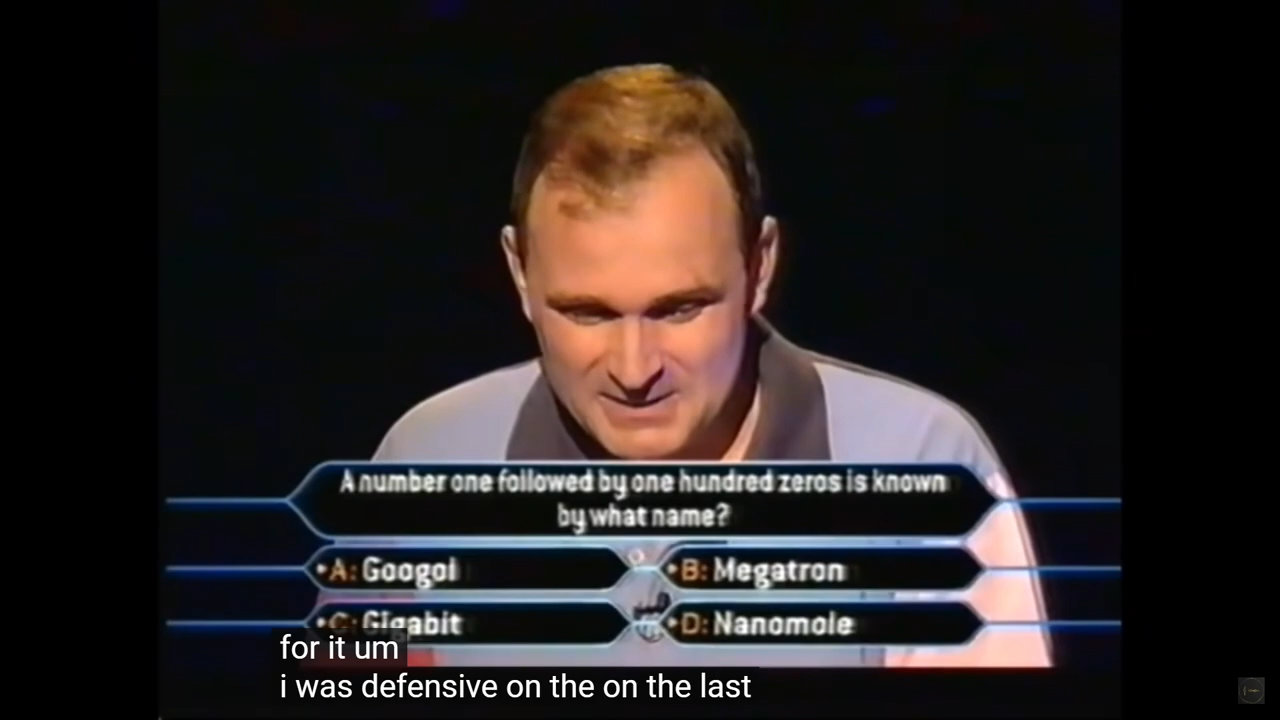 A number one followed by one hundred zeros is known
by what name?
A: Googol
B: Megatron
C: Gigabit
D: Nanomole
for it um
i was defensive on the on the last